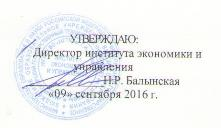 УТВЕРЖДАЮ:
Директор института экономики и
управления
Н.Р. Балынская
«09» сентября 2016 г.